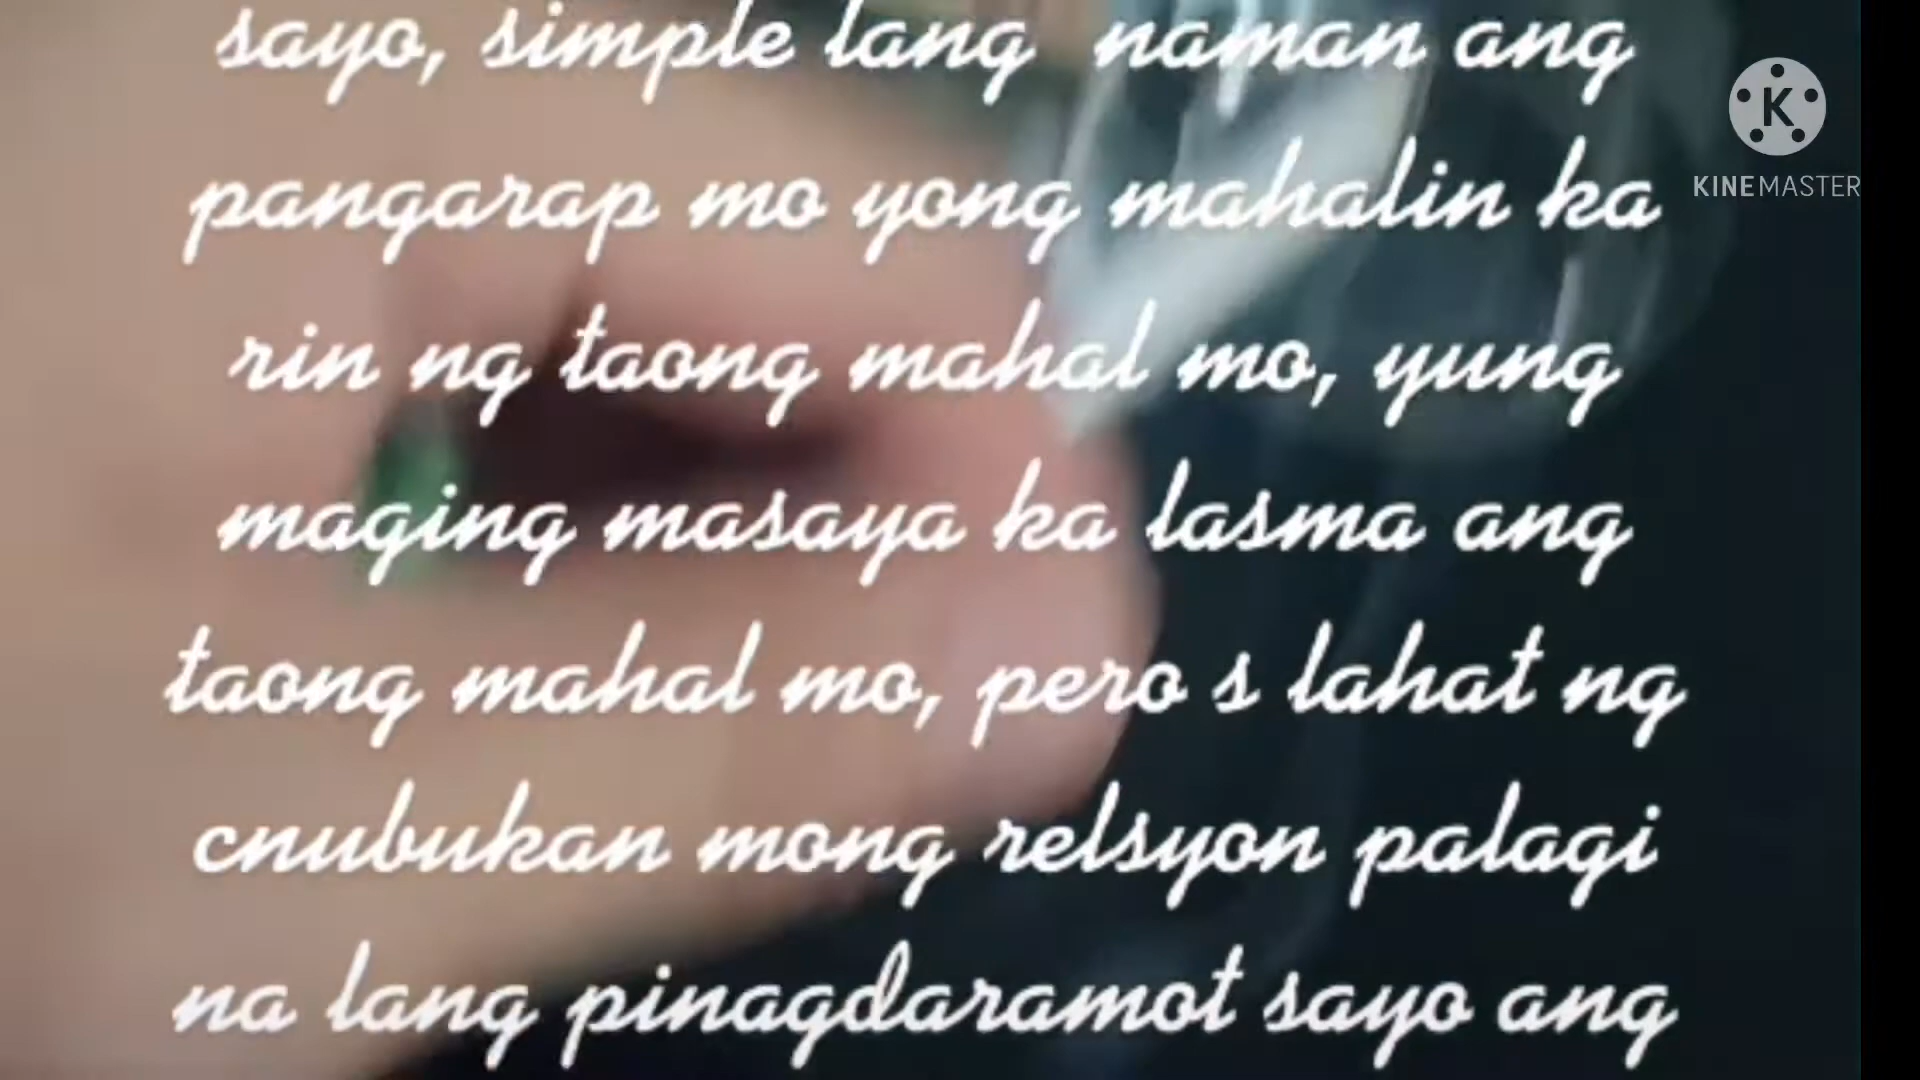 sayo, simple lang naman ang
pangarap mo yong mahalin ka
rin ng taong mahal mo, yung
maging masaya ka lasma ang
taong mahal mo, pero s lahat ng
cnubukan mong relsyon palagi
na lang pinagdaramot sayo ang
K
KINEMASTER